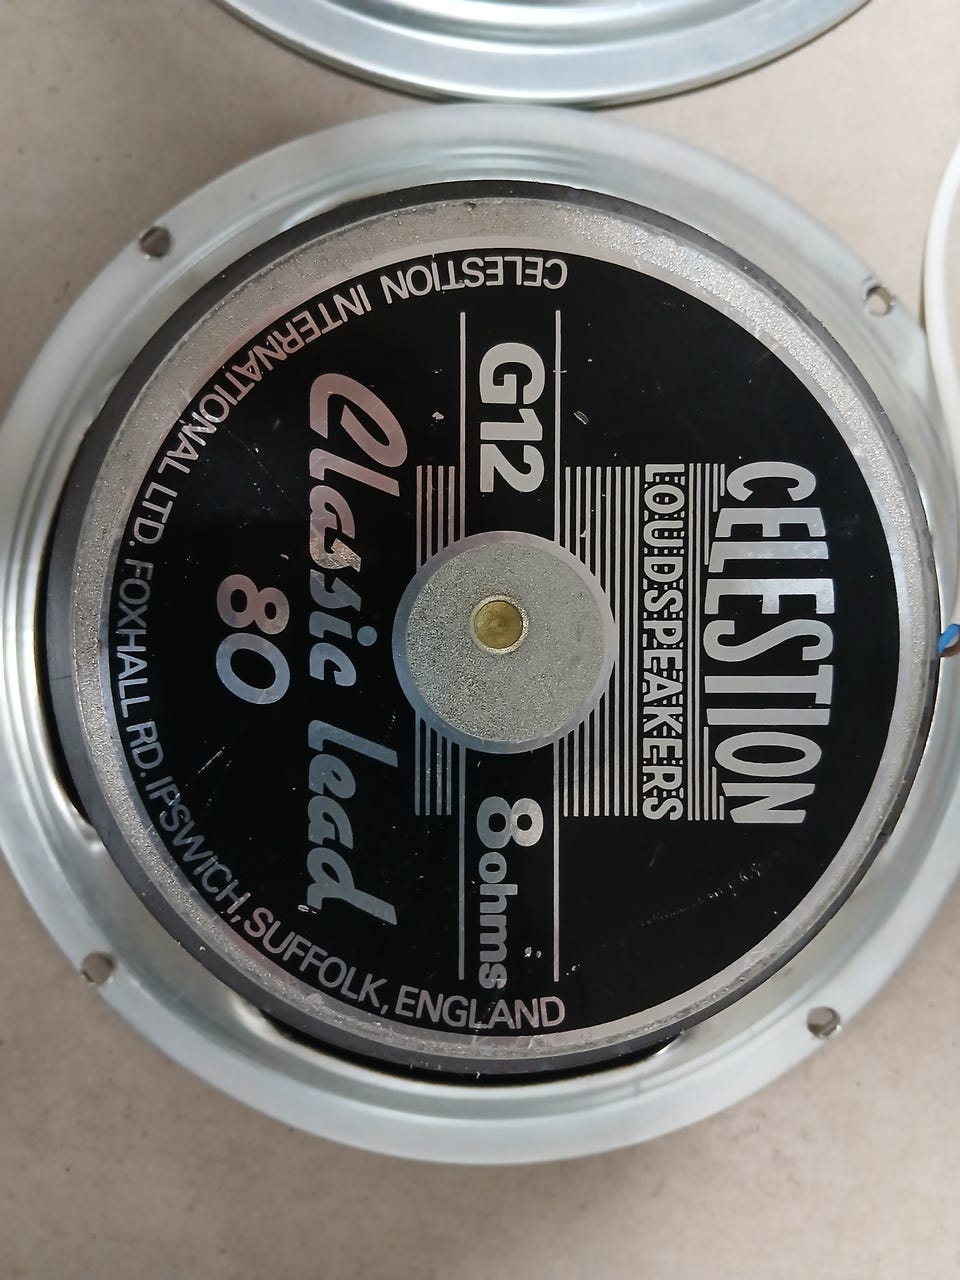 CELESTION
LOUDSPEAKERS
G12 8ohms
Classic lead
80
CELESTION INTERNATIONAL LTD. FOXHALL RD. IPSWICH, SUFFOLK, ENGLAND